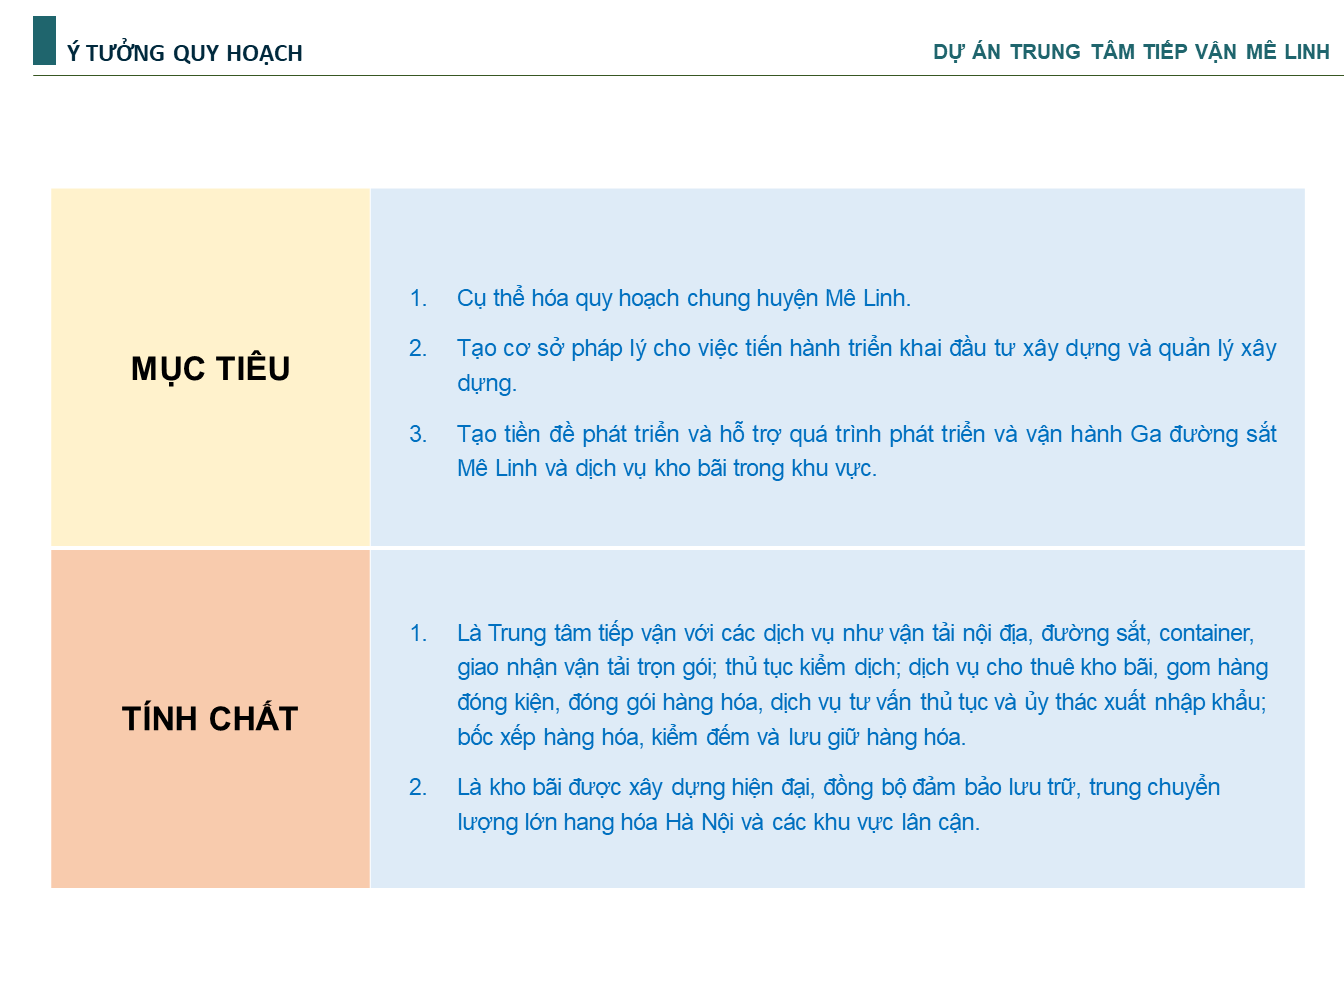 Ý TƯỞNG QUY HOẠCH
DỰ ÁN TRUNG TÂM TIẾP VẬN MÊ LINH
MỤC TIÊU
1. Cụ thể hóa quy hoạch chung huyện Mê Linh.
2. Tạo cơ sở pháp lý cho việc tiến hành triển khai đầu tư xây dựng và quản lý xây
dựng.
3. Tạo tiền đề phát triển và hỗ trợ quá trình phát triển và vận hành Ga đường sắt
Mê Linh và dịch vụ kho bãi trong khu vực.
TÍNH CHẤT
1. Là Trung tâm tiếp vận với các dịch vụ như vận tải nội địa, đường sắt, container,
giao nhận vận tải trọn gói; thủ tục kiểm dịch; dịch vụ cho thuê kho bãi, gom hàng
đóng kiện, đóng gói hàng hóa, dịch vụ tư vấn thủ tục và ủy thác xuất nhập khẩu;
bốc xếp hàng hóa, kiểm đếm và lưu giữ hàng hóa.
2. Là kho bãi được xây dựng hiện đại, đồng bộ đảm bảo lưu trữ, trung chuyển
lượng lớn hang hóa Hà Nội và các khu vực lân cận.